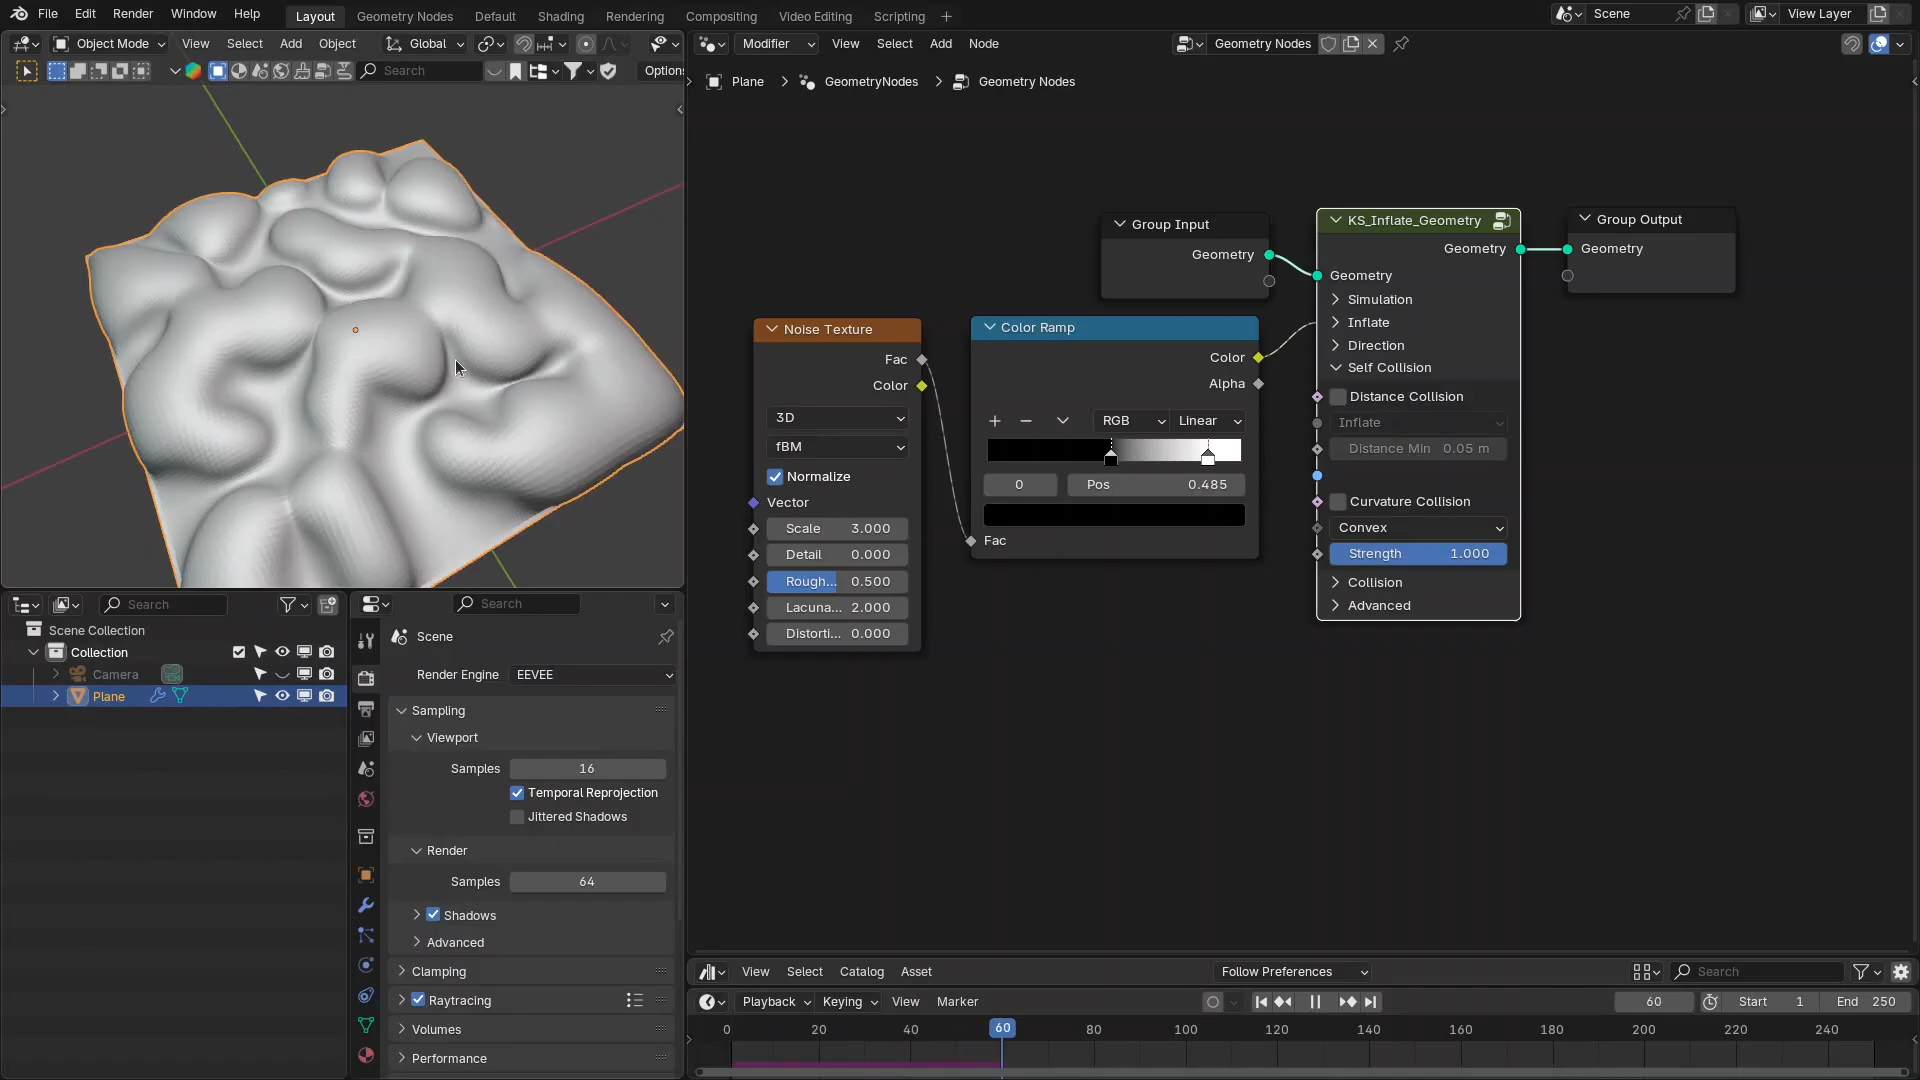 File Edit Render Window Help Layout Geometry Nodes Default Shading Rendering Compositing Video Editing Scripting Scene View Layer
Object Mode View Select Add Object Global
Search Options
Modifier View Select Add Node Geometry Nodes
Plane GeometryNodes Geometry Nodes
Group Input
Geometry
KS_Inflate_Geometry
Geometry
Geometry
Simulation
Inflate
Direction
Self Collision
Distance Collision
Inflate
Distance Min 0.05 m
Curvature Collision
Convex
Strength 1.000
Collision
Advanced
Group Output
Geometry
Noise Texture
Fac
Color
3D
fBM
Normalize
Vector
Scale 3.000
Detail 0.000
Rough... 0.500
Lacuna... 2.000
Distorti... 0.000
Color Ramp
Color
Alpha
RGB Linear
0 Pos 0.485
Fac
Search
Scene Collection
Collection
Camera
Plane
Search
Scene
Render Engine EEVEE
Sampling
Viewport
Samples 16
Temporal Reprojection
Jittered Shadows
Render
Samples 64
Shadows
Advanced
Clamping
Raytracing
Volumes
Performance
View Select Catalog Asset Follow Preferences Search
Playback Keying View Marker 60 Start 1 End 250
0 20 40 60 80 100 120 140 160 180 200 220 240